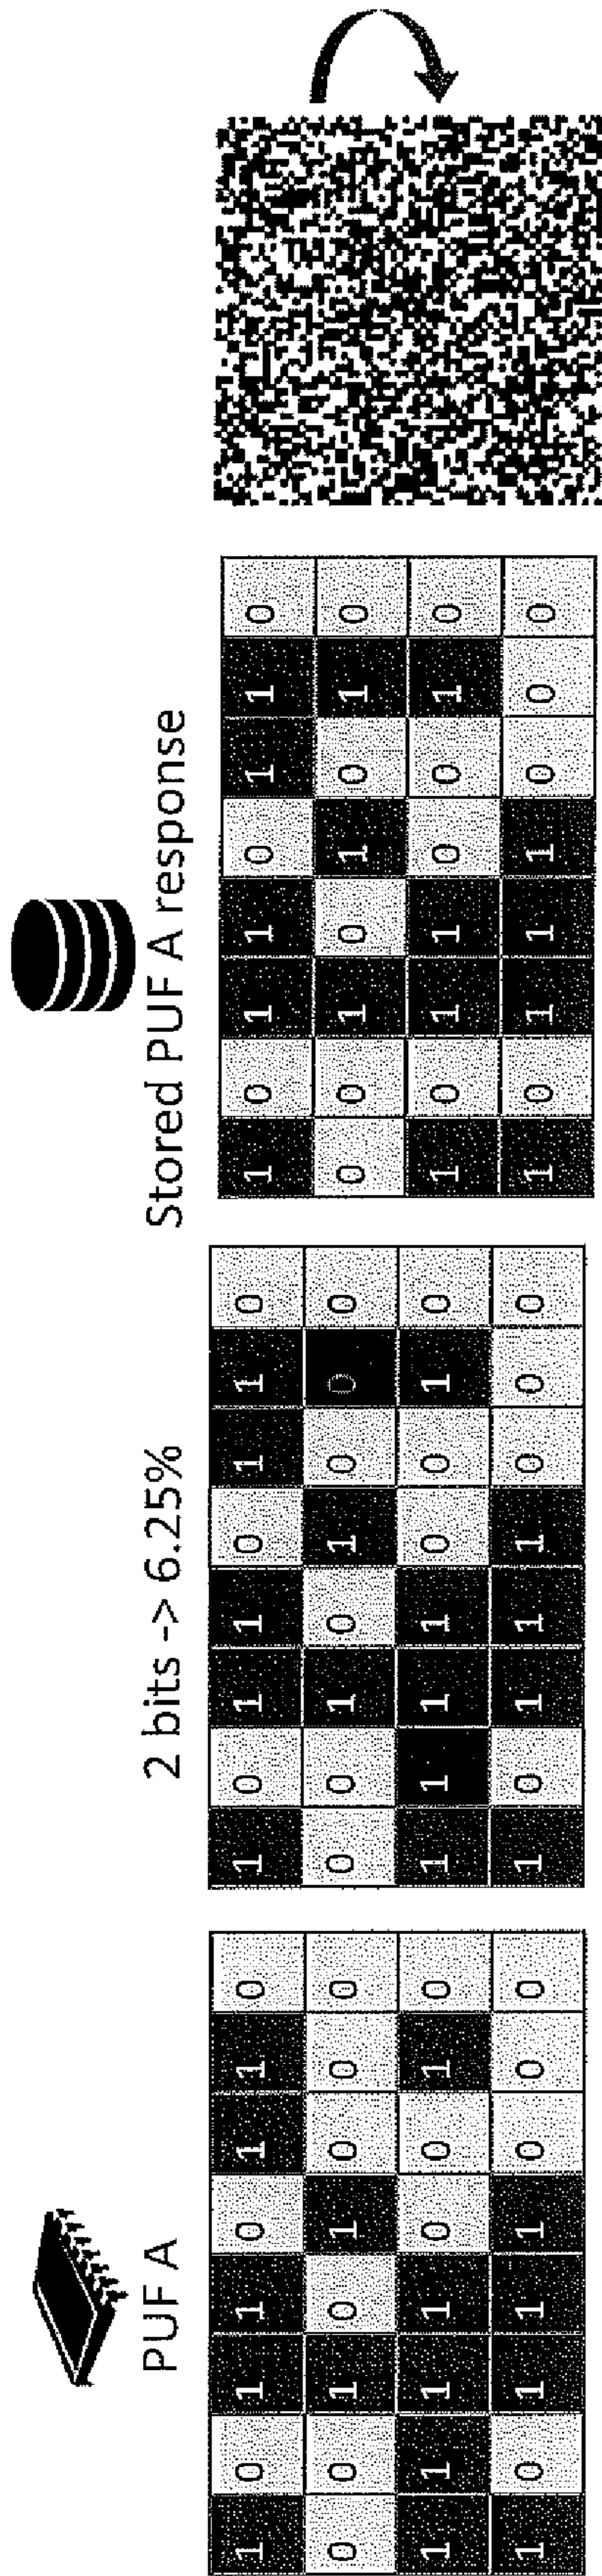 PUF A
1 0 1 1 0 1 1 0
0 0 1 0 1 0 0 0
1 1 1 1 0 0 1 0
1 0 1 1 1 0 0 0
2 bits -> 6.25%
1 0 1 1 0 1 1 0
0 0 1 0 1 0 0 0
1 1 1 1 0 0 1 0
1 0 1 1 1 0 0 0
Stored PUF A response
1 0 1 1 0 1 1 0
0 0 1 0 1 0 1 0
1 0 1 1 0 0 1 0
1 0 1 1 1 0 0 0